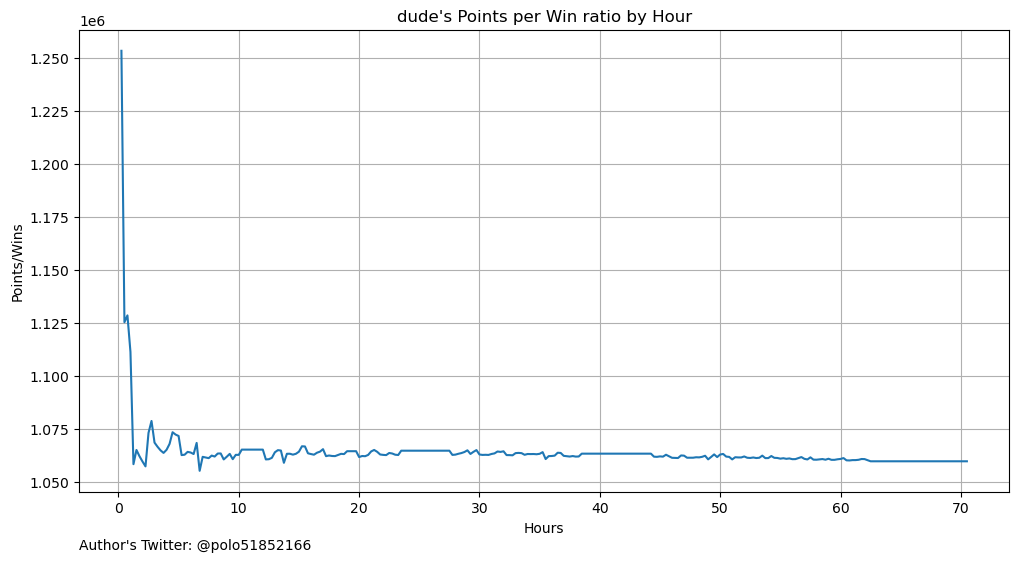 dude's Points per Win ratio by Hour
1e6
1.250
1.225
1.200
1.175
1.150
1.125
1.100
1.075
1.050
Points/Wins
0 10 20 30 40 50 60 70
Hours
Author's Twitter: @polo51852166